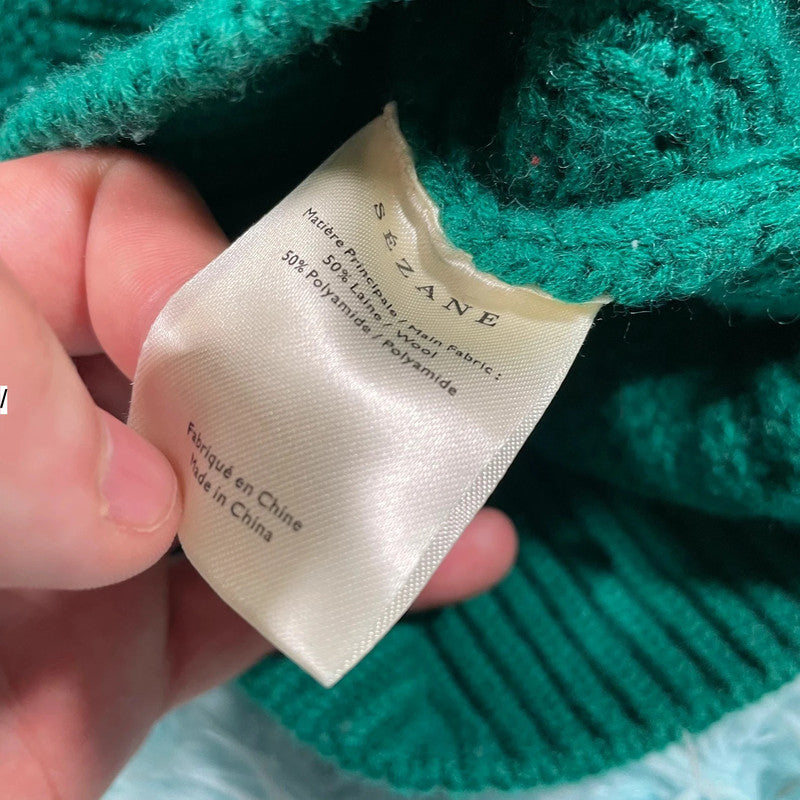 SÉZANE
Matière Principale / Main Fabric :
50% Laine / Wool
50% Polyamide / Polyamide
Fabriqué en Chine
Made in China
/